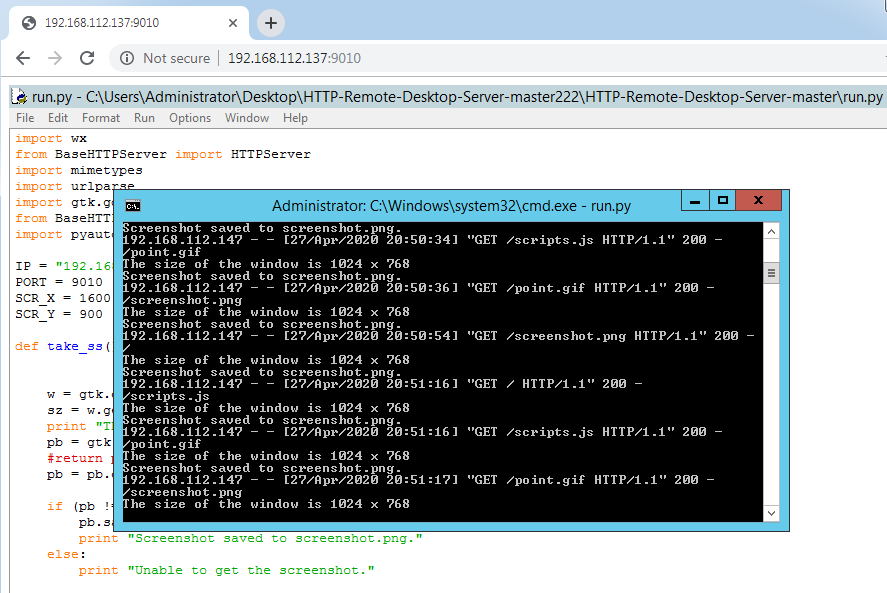 192.168.112.137:9010
Not secure
192.168.112.137:9010
run.py - C:\Users\Administrator\Desktop\HTTP-Remote-Desktop-Server-master222\HTTP-Remote-Desktop-Server-master\run.py
File Edit Format Run Options Window Help
import wx
from BaseHTTPServer import HTTPServer
import mimetypes
import urlparse
import gtk.g
from BaseHTT
import pyaut
IP = "192.16
PORT = 9010
SCR_X = 1600
SCR_Y = 900
def take_ss(
w = gtk.
sz = w.g
print "T
pb = gtk
#return p
pb = pb.
if (pb !=
pb.sa
print "Screenshot saved to screenshot.png."
else:
print "Unable to get the screenshot."
Administrator: C:\Windows\system32\cmd.exe - run.py
Screenshot saved to screenshot.png.
192.168.112.147 - - [27/Apr/2020 20:50:34] "GET /scripts.js HTTP/1.1" 200 -
/point.gif
The size of the window is 1024 x 768
Screenshot saved to screenshot.png.
192.168.112.147 - - [27/Apr/2020 20:50:36] "GET /point.gif HTTP/1.1" 200 -
/screenshot.png
The size of the window is 1024 x 768
Screenshot saved to screenshot.png.
192.168.112.147 - - [27/Apr/2020 20:50:54] "GET /screenshot.png HTTP/1.1" 200 -
/
The size of the window is 1024 x 768
Screenshot saved to screenshot.png.
192.168.112.147 - - [27/Apr/2020 20:51:16] "GET / HTTP/1.1" 200 -
/scripts.js
The size of the window is 1024 x 768
Screenshot saved to screenshot.png.
192.168.112.147 - - [27/Apr/2020 20:51:16] "GET /scripts.js HTTP/1.1" 200 -
/point.gif
The size of the window is 1024 x 768
Screenshot saved to screenshot.png.
192.168.112.147 - - [27/Apr/2020 20:51:17] "GET /point.gif HTTP/1.1" 200 -
/screenshot.png
The size of the window is 1024 x 768